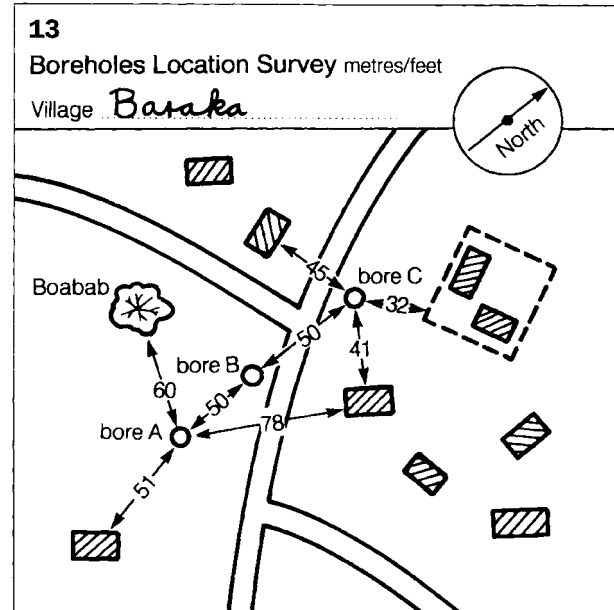 13
Boreholes Location Survey metres/feet
Village Baraka
North
Boabab
45
bore C
32
50
41
bore B
60
50
78
bore A
51